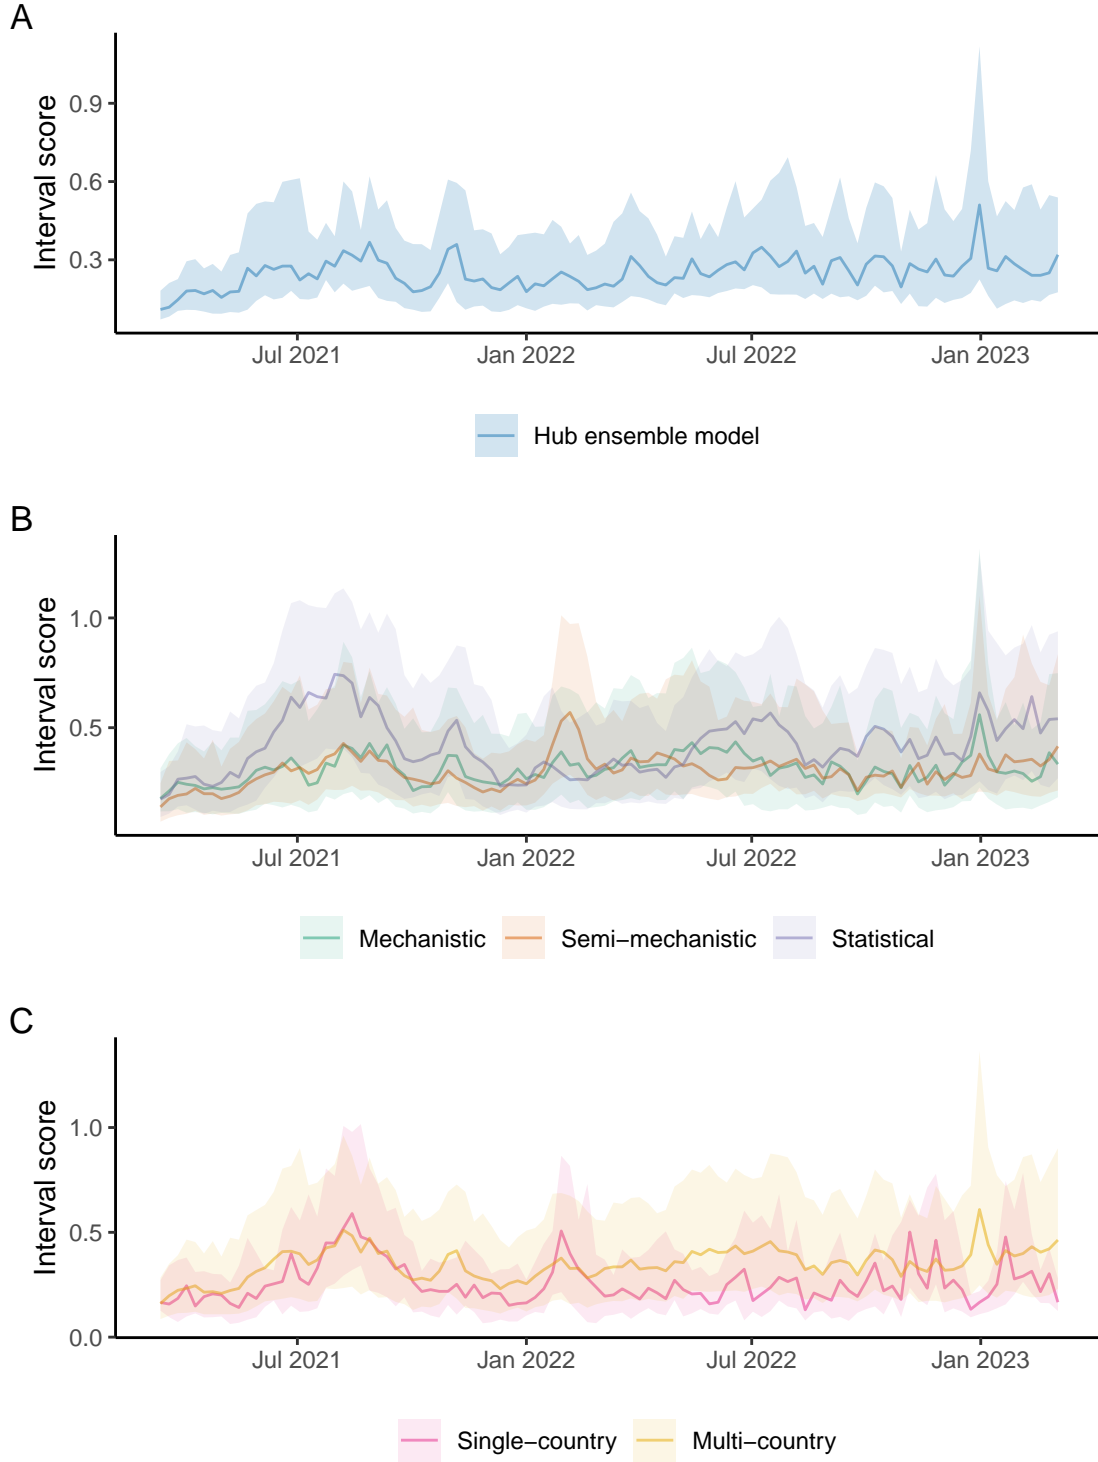 A
Interval score
0.9
0.6
0.3
Jul 2021 Jan 2022 Jul 2022 Jan 2023
Hub ensemble model
B
Interval score
1.0
0.5
Jul 2021 Jan 2022 Jul 2022 Jan 2023
Mechanistic Semi−mechanistic Statistical
C
Interval score
1.0
0.5
0.0
Jul 2021 Jan 2022 Jul 2022 Jan 2023
Single−country Multi−country